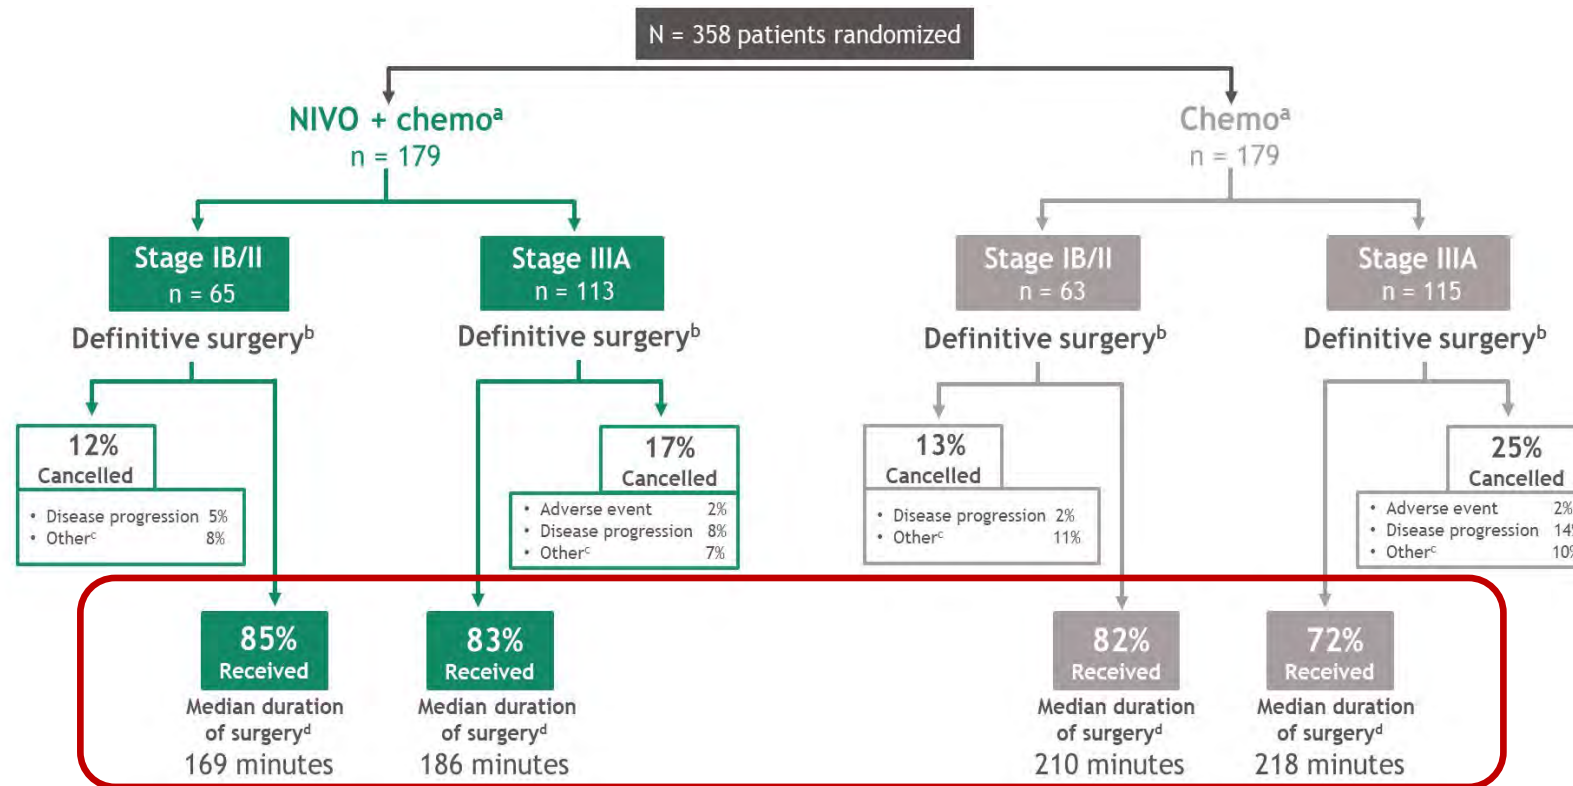 N = 358 patients randomized
NIVO + chemoᵃ
n = 179
Chemoᵃ
n = 179
Stage IB/II
n = 65
Stage IIIA
n = 113
Stage IB/II
n = 63
Stage IIIA
n = 115
Definitive surgeryᵇ
Definitive surgeryᵇ
Definitive surgeryᵇ
Definitive surgeryᵇ
12%
Cancelled
• Disease progression 5%
• Otherᶜ 8%
17%
Cancelled
• Adverse event 2%
• Disease progression 8%
• Otherᶜ 7%
13%
Cancelled
• Disease progression 2%
• Otherᶜ 11%
25%
Cancelled
• Adverse event 2%
• Disease progression 14%
• Otherᶜ 10%
85%
Received
Median duration
of surgeryᵈ
169 minutes
83%
Received
Median duration
of surgeryᵈ
186 minutes
82%
Received
Median duration
of surgeryᵈ
210 minutes
72%
Received
Median duration
of surgeryᵈ
218 minutes